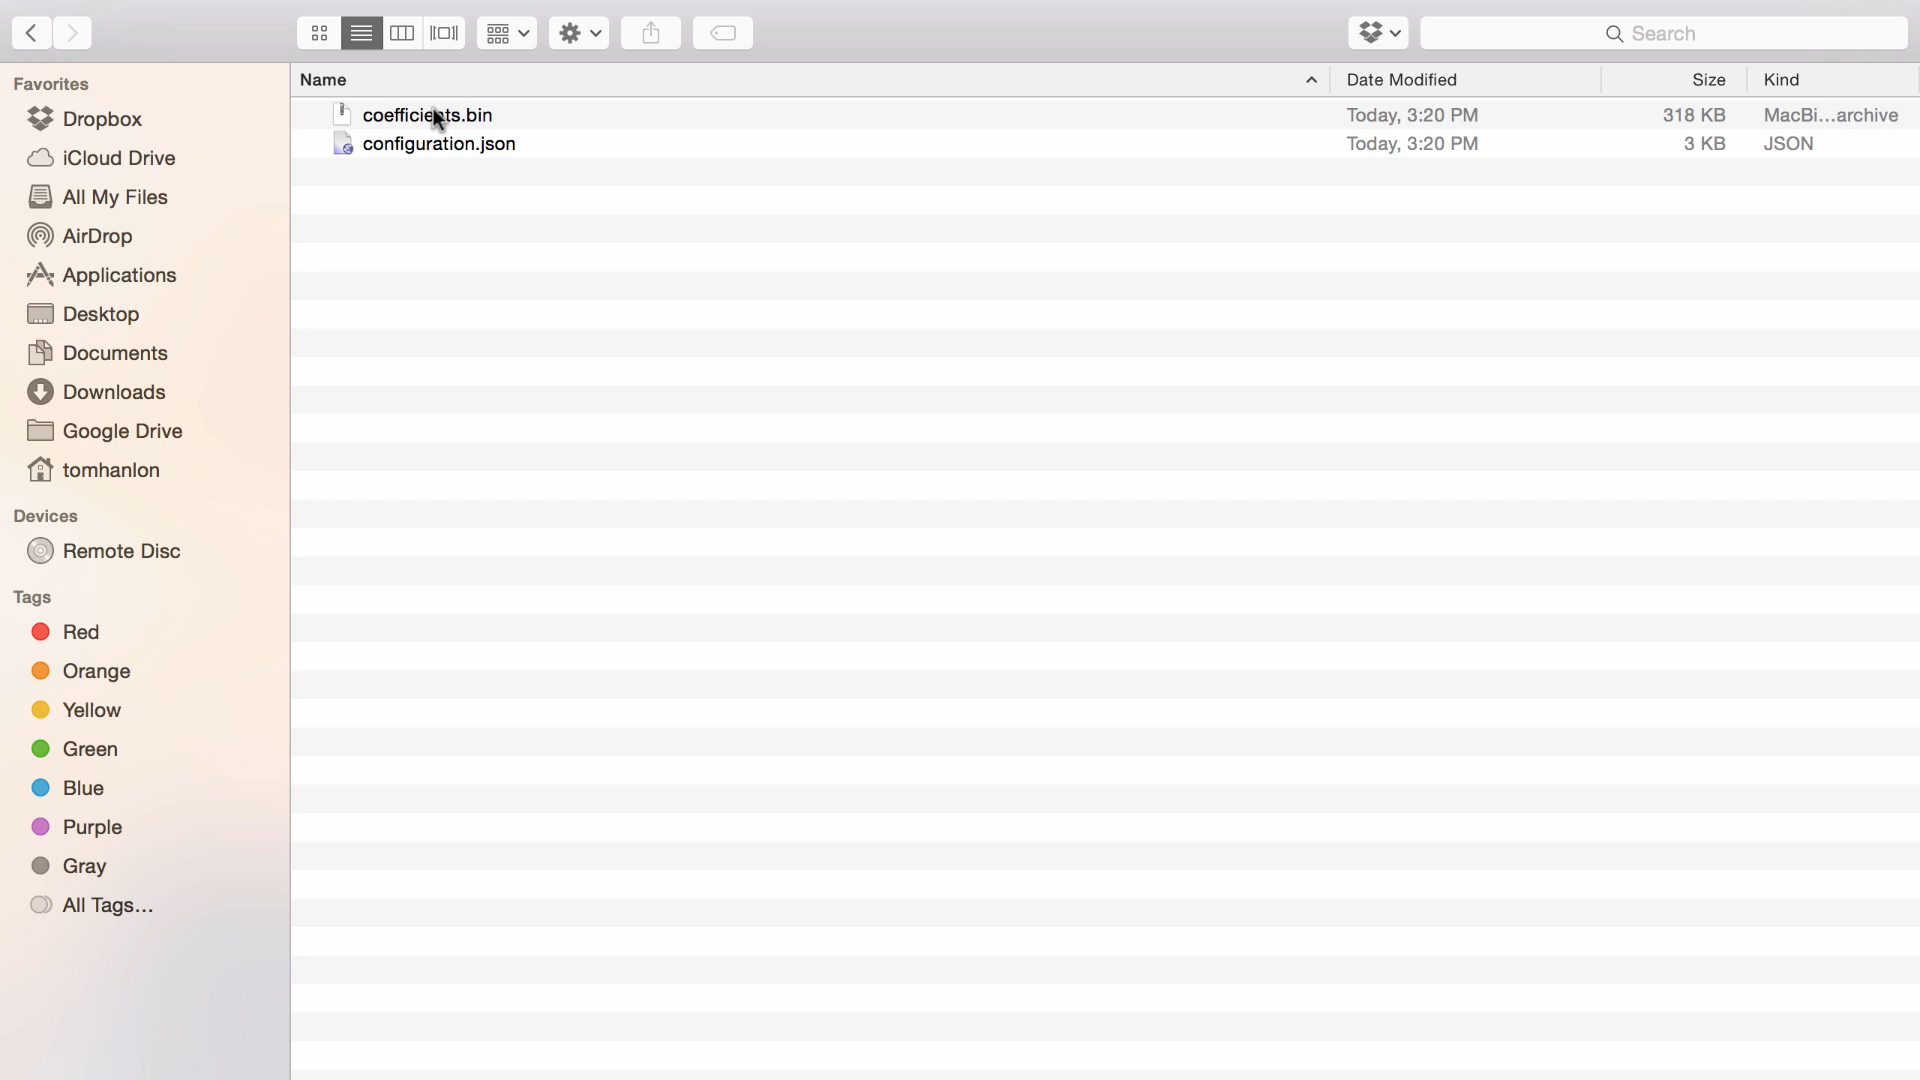 Search
Favorites
Dropbox
iCloud Drive
All My Files
AirDrop
Applications
Desktop
Documents
Downloads
Google Drive
tomhanlon
Devices
Remote Disc
Tags
Red
Orange
Yellow
Green
Blue
Purple
Gray
All Tags...
Name Date Modified Size Kind
coefficients.bin Today, 3:20 PM 318 KB MacBi...archive
configuration.json Today, 3:20 PM 3 KB JSON